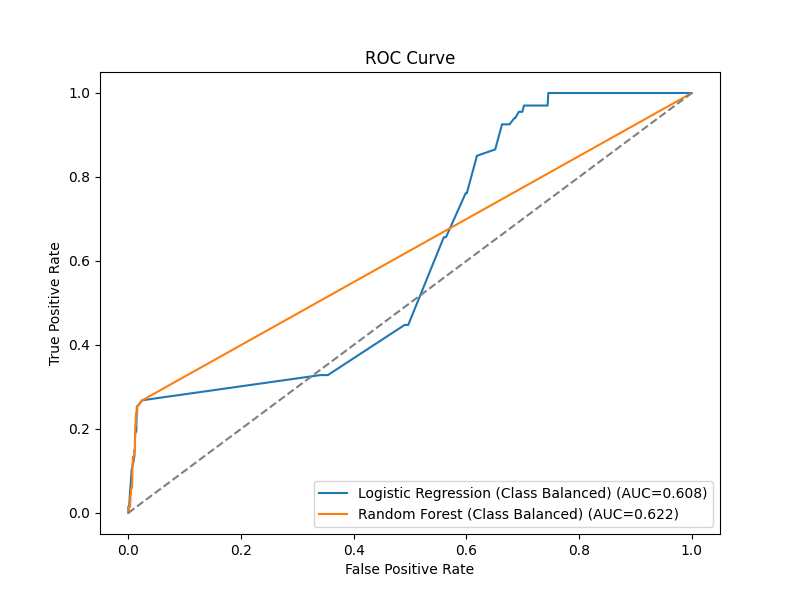 ROC Curve
1.0
0.8
0.6
0.4
0.2
0.0
True Positive Rate
Logistic Regression (Class Balanced) (AUC=0.608)
Random Forest (Class Balanced) (AUC=0.622)
0.0 0.2 0.4 0.6 0.8 1.0
False Positive Rate